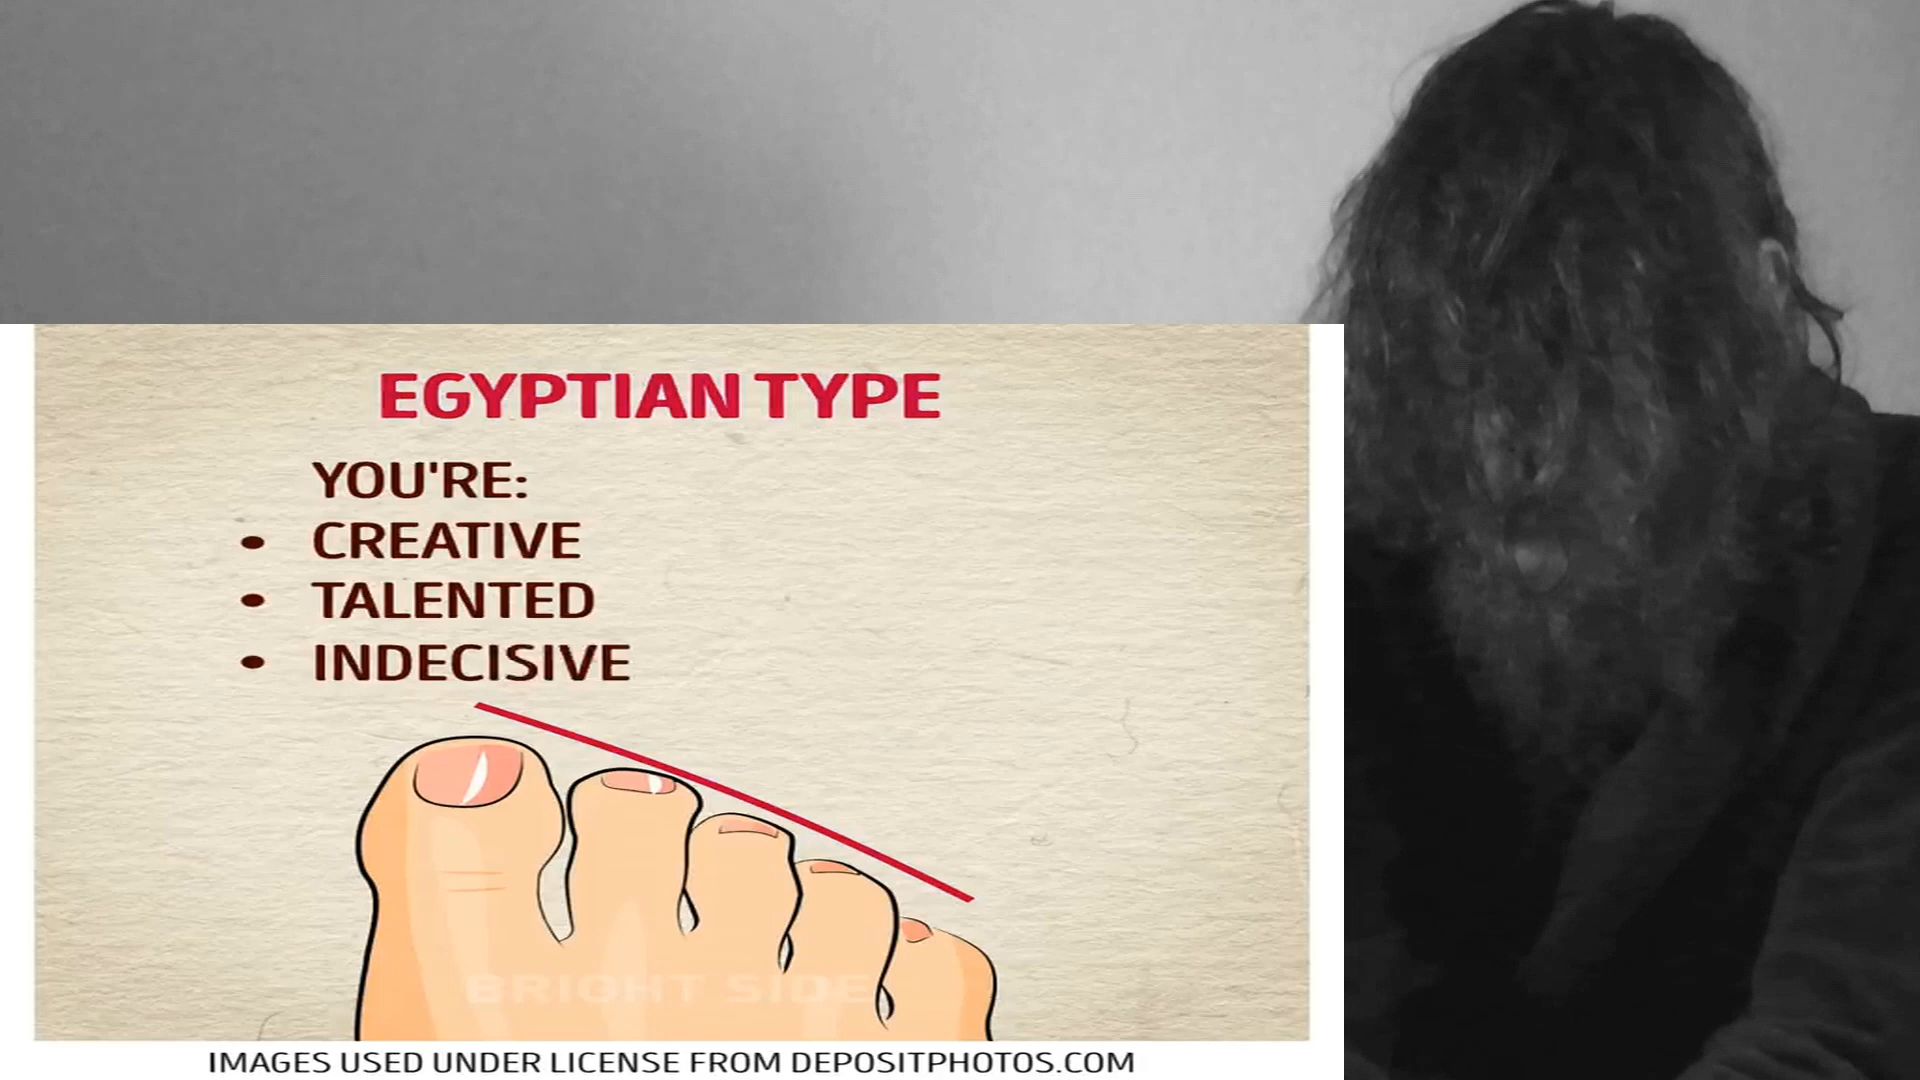 EGYPTIAN TYPE
YOU'RE:
• CREATIVE
• TALENTED
• INDECISIVE
BRIGHT SIDE
IMAGES USED UNDER LICENSE FROM DEPOSITPHOTOS.COM